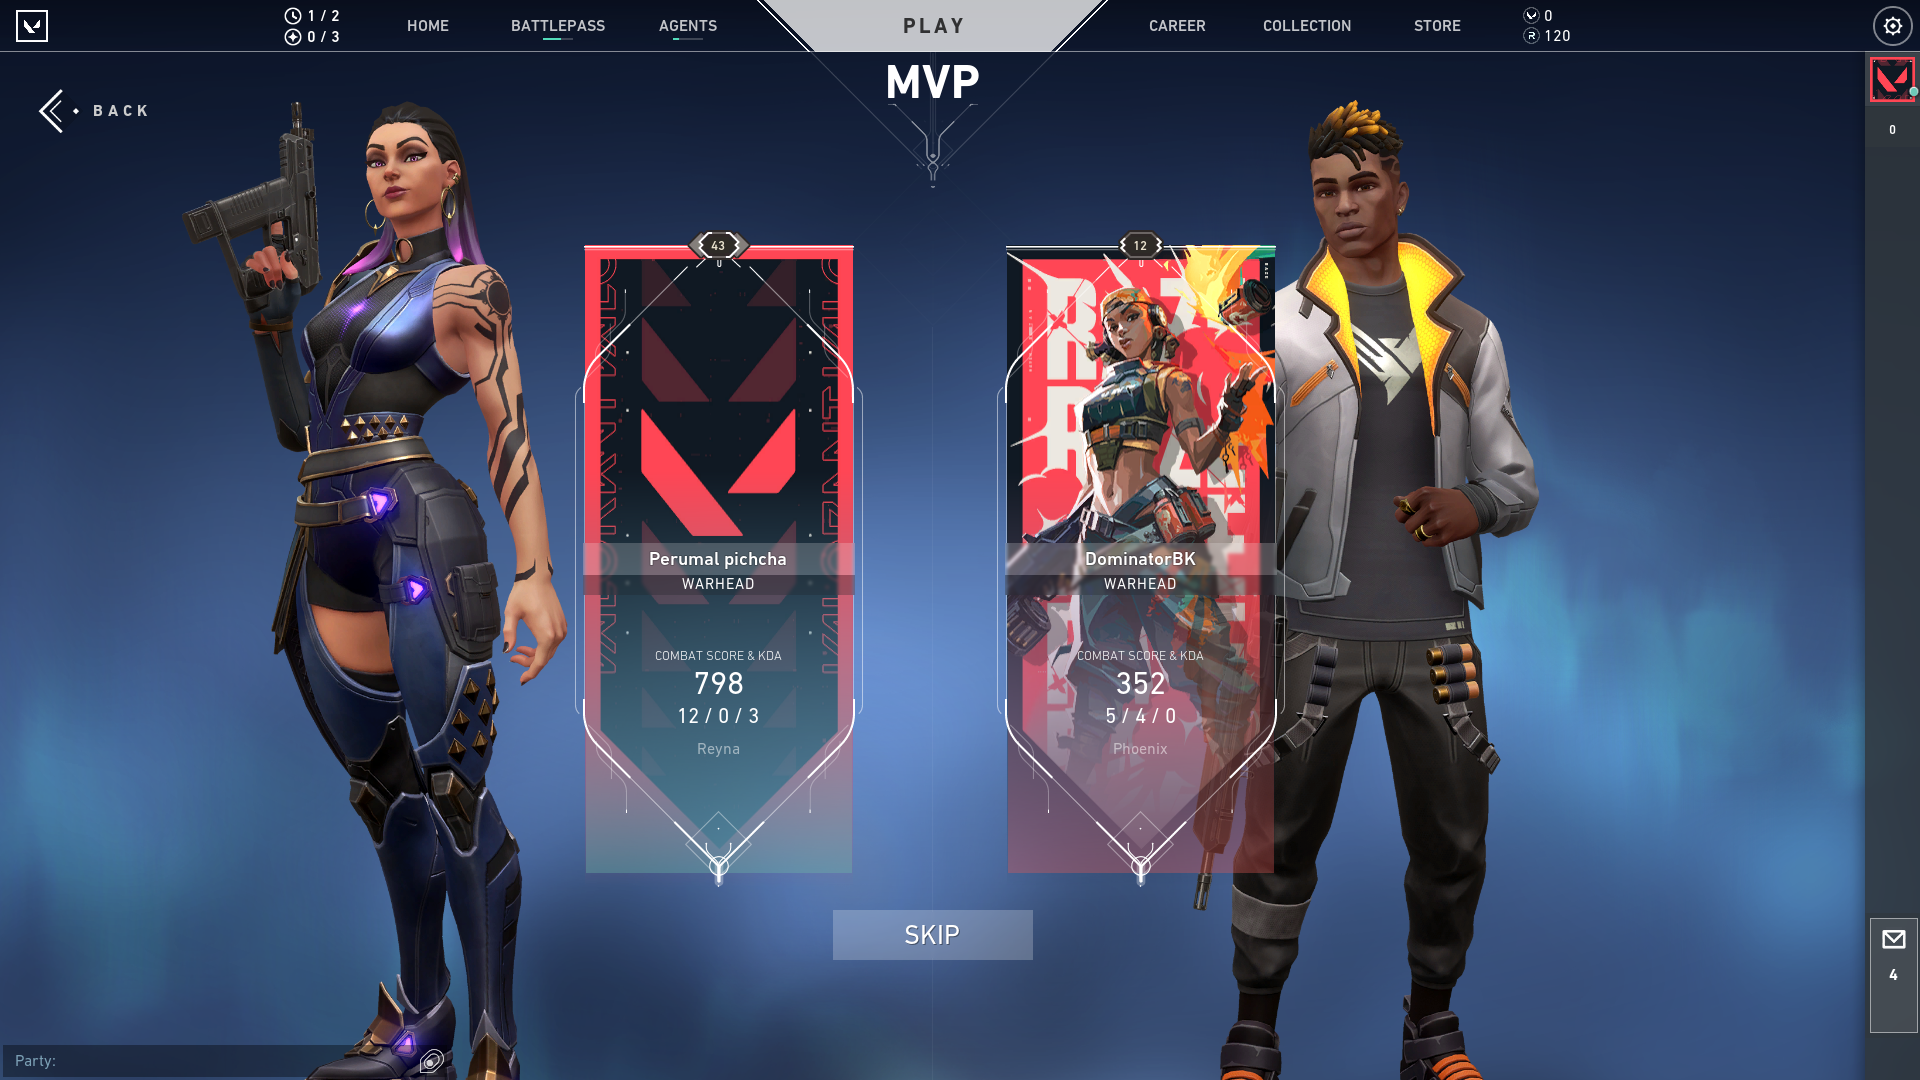 1 / 2
0 / 3
HOME
BATTLEPASS
AGENTS
PLAY
CAREER
COLLECTION
STORE
0
R 120
MVP
BACK
0
43
12
Perumal pichcha
WARHEAD
COMBAT SCORE & KDA
798
12 / 0 / 3
Reyna
DominatorBK
WARHEAD
COMBAT SCORE & KDA
352
5 / 4 / 0
Phoenix
SKIP
4
Party: